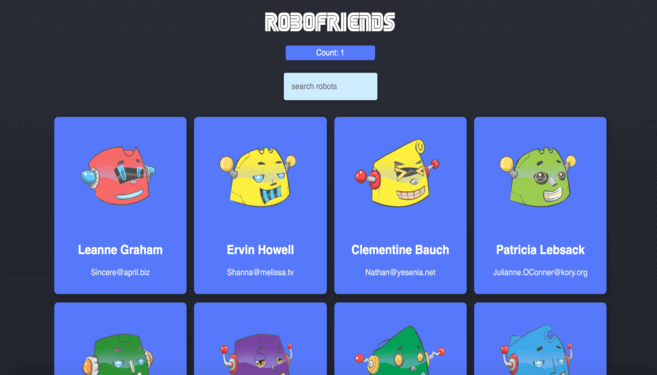 ROBOFRIENDS
Count: 1
search robots
Leanne Graham
Ervin Howell
Clementine Bauch
Patricia Lebsack
Sincere@april.biz
Shanna@melissa.tv
Nathan@yesenia.net
Julianne.OConner@kory.org